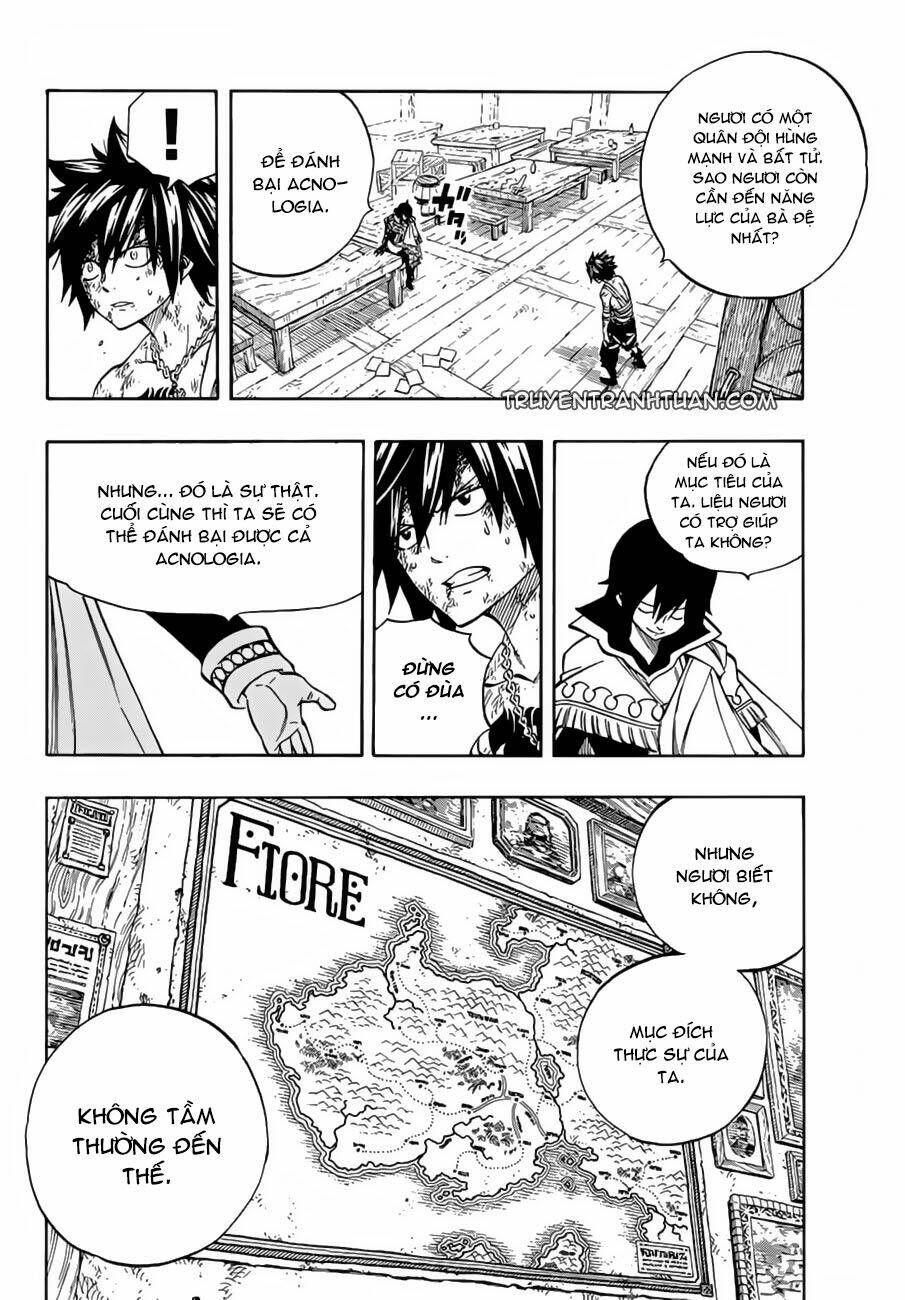 NGƯƠI CÓ MỘT
QUÂN ĐỘI HÙNG
MẠNH VÀ BẤT TỬ.
SAO NGƯƠI CÒN
CẦN ĐẾN NĂNG
LỰC CỦA BÀ ĐỆ
NHẤT?
ĐỂ ĐÁNH
BẠI ACNO-
LOGIA.
!
TRUYENTRANHTUAN.COM
NẾU ĐÓ LÀ
MỤC TIÊU CỦA
TA. LIỆU NGƯƠI
CÓ TRỢ GIÚP
TA KHÔNG?
ĐỪNG
CÓ ĐÙA
...
NHƯNG... ĐÓ LÀ SỰ THẬT.
CUỐI CÙNG THÌ TA SẼ CÓ
THỂ ĐÁNH BẠI ĐƯỢC CẢ
ACNOLOGIA.
FIORE
NHƯNG
NGƯƠI BIẾT
KHÔNG,
MỤC ĐÍCH
THỰC SỰ CỦA
TA.
KHÔNG TẦM
THƯỜNG ĐẾN
THẾ.